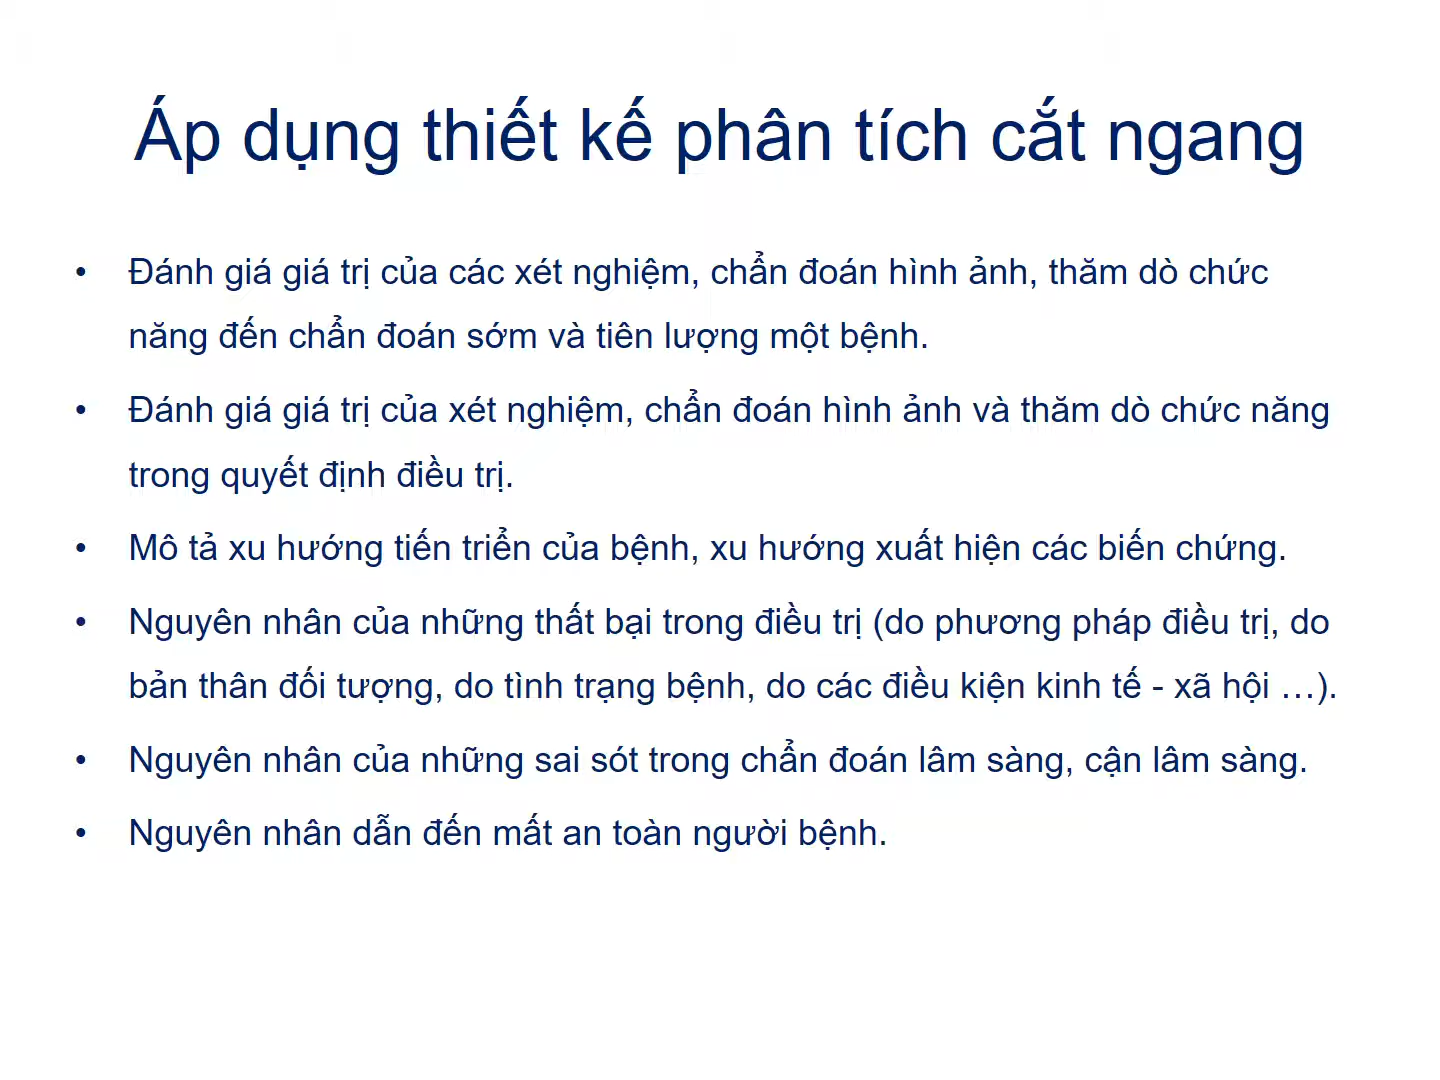 Áp dụng thiết kế phân tích cắt ngang
• Đánh giá giá trị của các xét nghiệm, chẩn đoán hình ảnh, thăm dò chức
năng đến chẩn đoán sớm và tiên lượng một bệnh.
• Đánh giá giá trị của xét nghiệm, chẩn đoán hình ảnh và thăm dò chức năng
trong quyết định điều trị.
• Mô tả xu hướng tiến triển của bệnh, xu hướng xuất hiện các biến chứng.
• Nguyên nhân của những thất bại trong điều trị (do phương pháp điều trị, do
bản thân đối tượng, do tình trạng bệnh, do các điều kiện kinh tế - xã hội …).
• Nguyên nhân của những sai sót trong chẩn đoán lâm sàng, cận lâm sàng.
• Nguyên nhân dẫn đến mất an toàn người bệnh.